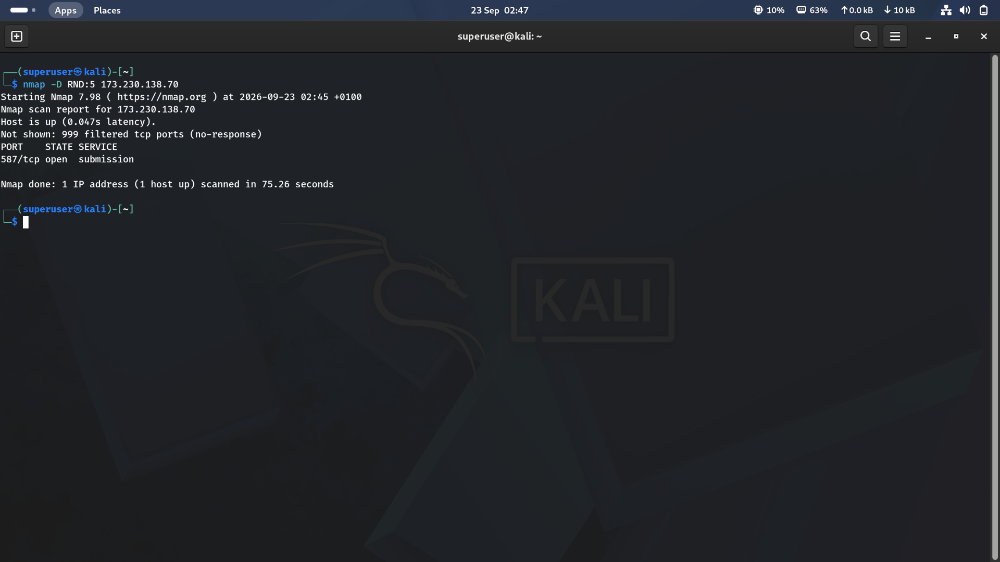 Apps Places 23 Sep 02:47 10% 63% 0.0 kB 10 kB
superuser@kali: ~
┌──(superuser㉿kali)-[~]
└─$ nmap -D RND:5 173.230.138.70
Starting Nmap 7.98 ( https://nmap.org ) at 2026-09-23 02:45 +0100
Nmap scan report for 173.230.138.70
Host is up (0.047s latency).
Not shown: 999 filtered tcp ports (no-response)
PORT    STATE SERVICE
587/tcp open  submission
Nmap done: 1 IP address (1 host up) scanned in 75.26 seconds
┌──(superuser㉿kali)-[~]
└─$
KALI